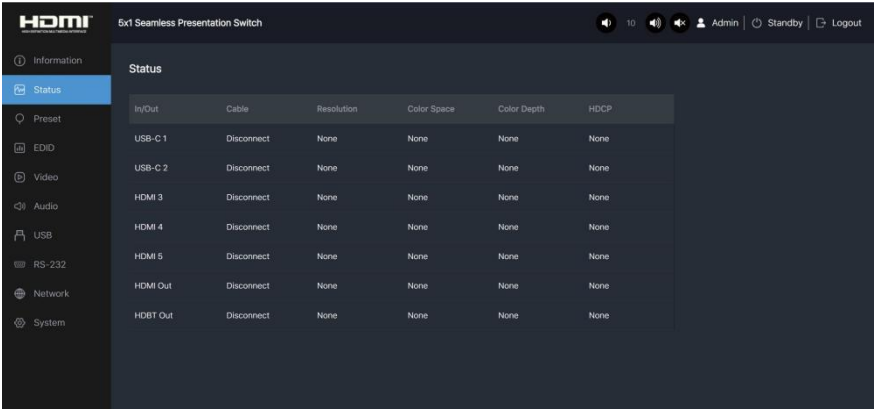 HDMI
HIGH-DEFINITION MULTIMEDIA INTERFACE
5x1 Seamless Presentation Switch
10 Admin | Standby | Logout
Information
Status
Preset
EDID
Video
Audio
USB
RS-232
Network
System
Status
In/Out Cable Resolution Color Space Color Depth HDCP
USB-C 1 Disconnect None None None None
USB-C 2 Disconnect None None None None
HDMI 3 Disconnect None None None None
HDMI 4 Disconnect None None None None
HDMI 5 Disconnect None None None None
HDMI Out Disconnect None None None None
HDBT Out Disconnect None None None None